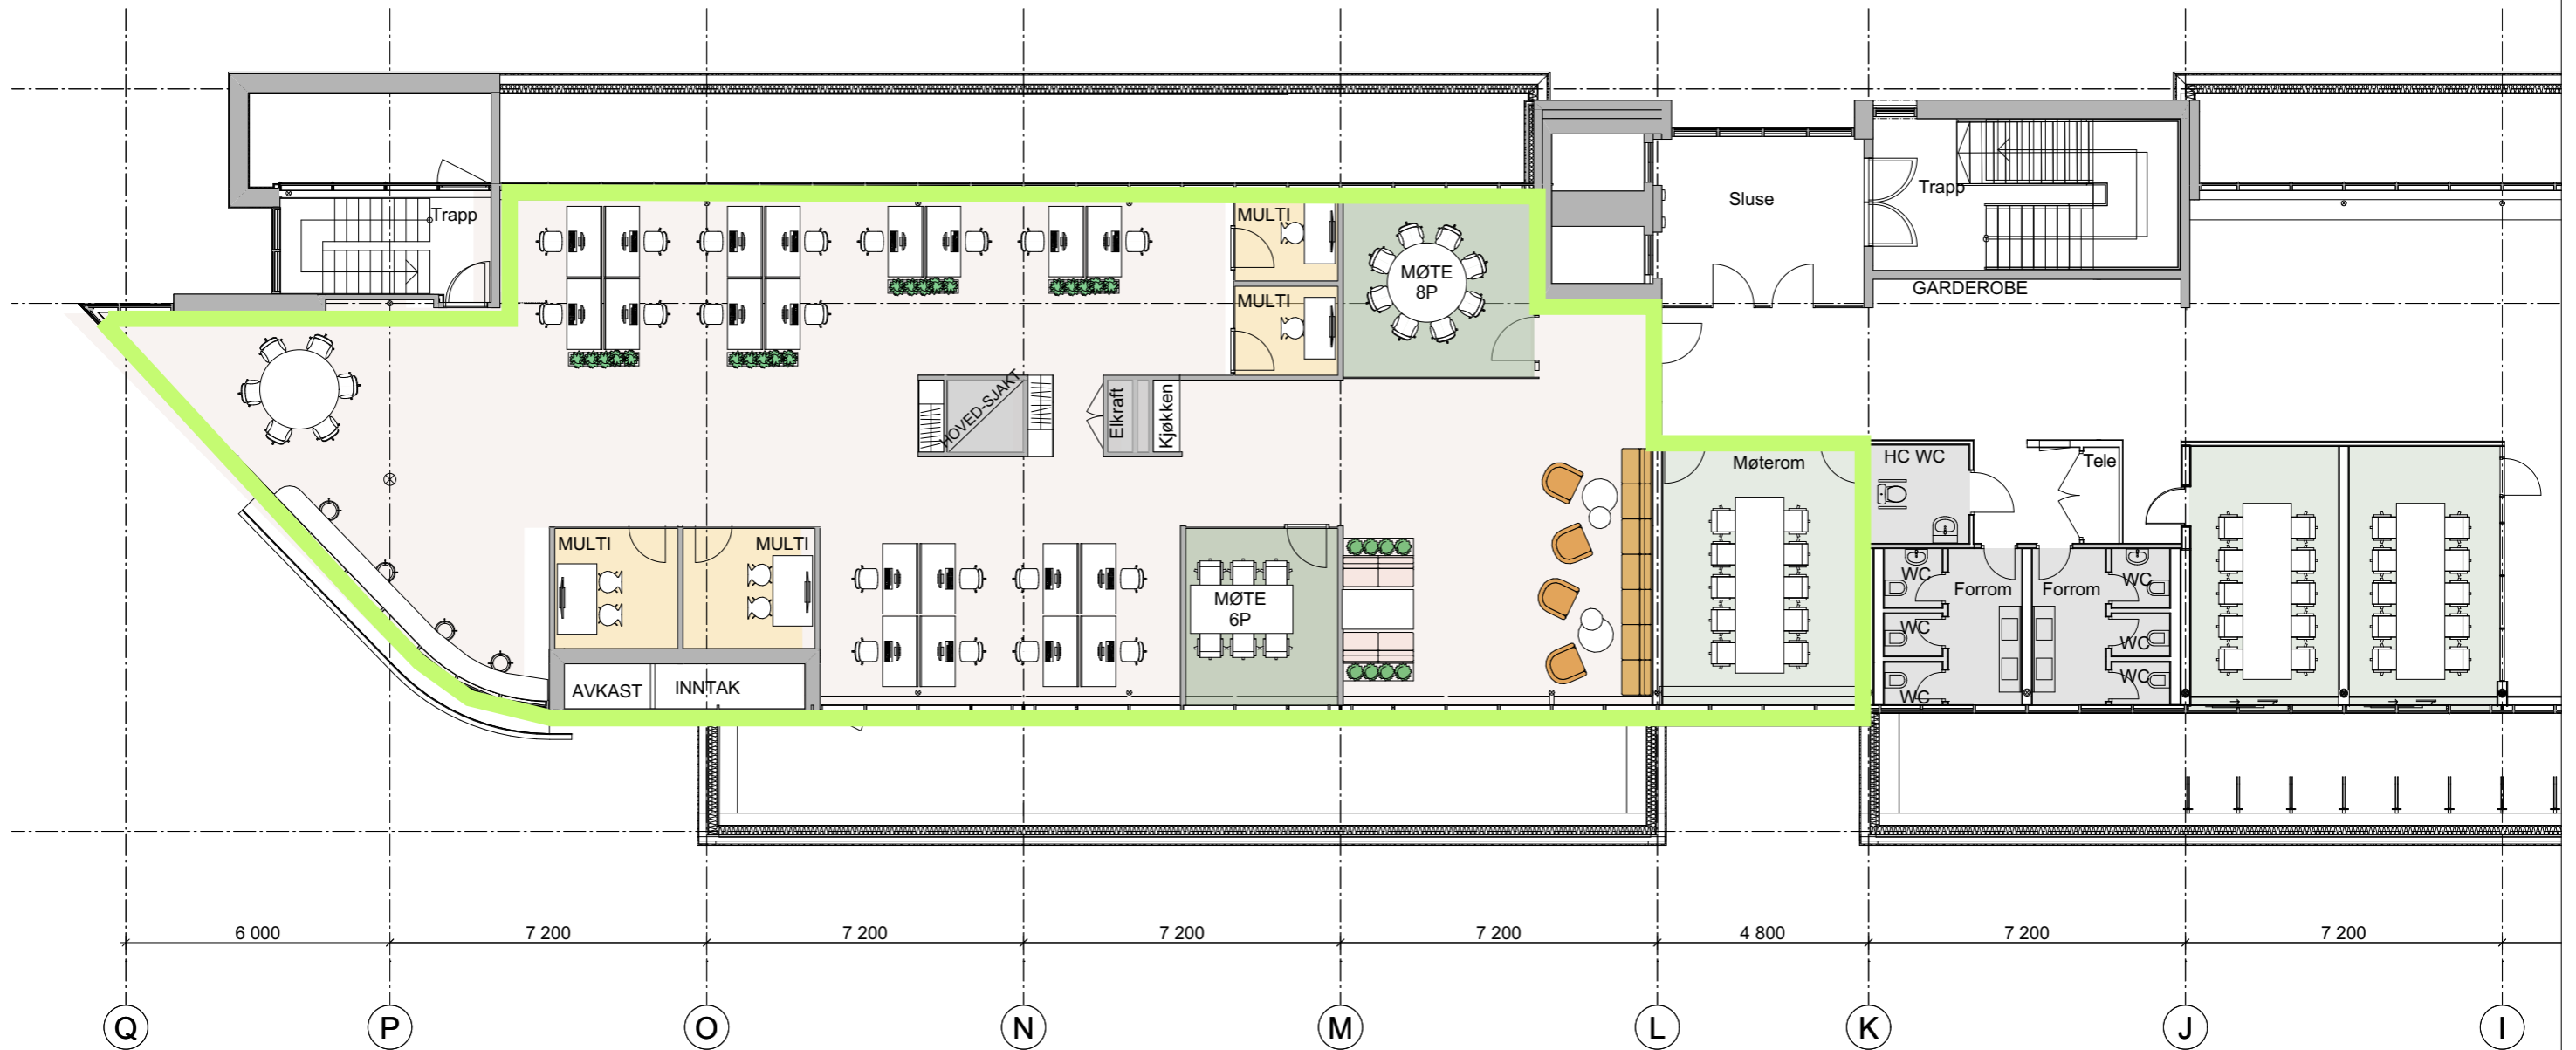 Trapp
MULTI
MØTE
8P
Sluse
Trapp
GARDEROBE
MULTI
HOVED-SJAKT
Elkraft
Kjøkken
Møterom
HC WC
Tele
MULTI
MULTI
MØTE
6P
WC
Forrom
Forrom
WC
WC
WC
WC
WC
AVKAST
INNTAK
6 000
7 200
7 200
7 200
7 200
4 800
7 200
7 200
Q
P
O
N
M
L
K
J
I